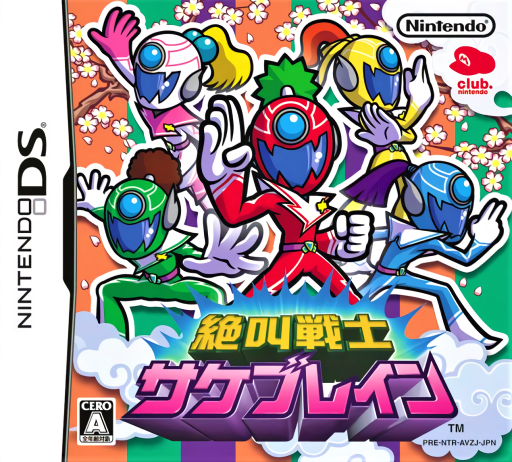 NINTENDO DS®
Nintendo®
M
club.
nintendo
絶叫戦士
サケブレイン
TM
CERO
A
全年齢対象
PRE-NTR-AVZJ-JPN